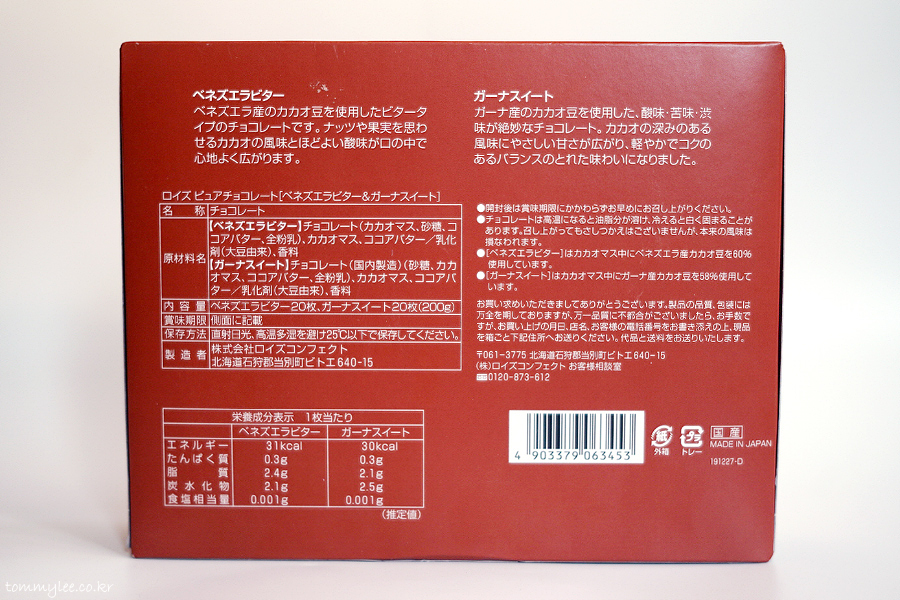 ベネズエラビター
ベネズエラ産のカカオ豆を使用したビタータ
イプのチョコレートです。ナッツや果実を思わ
せるカカオの風味とほどよい酸味が口の中で
心地よく広がります。
ガーナスイート
ガーナ産のカカオ豆を使用した、酸味・苦味・渋
味が絶妙なチョコレート。カカオの深みのある
風味にやさしい甘さが広がり、軽やかでコクの
あるバランスのとれた味わいになりました。
ロイズ ピュアチョコレート[ベネズエラビター&ガーナスイート]
名 称 チョコレート
原材料名 【ベネズエラビター】チョコレート(カカオマス、砂糖、コ
コアバター、全粉乳)、カカオマス、ココアバター/乳化
剤(大豆由来)、香料
【ガーナスイート】チョコレート(国内製造)(砂糖、カカ
オマス、ココアバター、全粉乳)、カカオマス、ココアバ
ター/乳化剤(大豆由来)、香料
内 容 量 ベネズエラビター20枚、ガーナスイート20枚(200g)
賞味期限 側面に記載
保存方法 直射日光、高温多湿を避け25℃以下で保存してください。
製 造 者 株式会社ロイズコンフェクト
北海道石狩郡当別町ビトエ640-15
●開封後は賞味期限にかかわらずお早めにお召し上がりください。
●チョコレートは高温になると油脂分が溶け、冷えると白く固まることが
あります。召し上がってもさしつかえはございませんが、本来の風味は
損なわれます。
●[ベネズエラビター]はカカオマス中にベネズエラ産カカオ豆を60%
使用しています。
●[ガーナスイート]はカカオマス中にガーナ産カカオ豆を58%使用して
います。
お買い求めいただきましてありがとうございます。製品の品質、包装には
万全を期しておりますが、万一品質に不都合がございましたら、お手数で
すが、お買い上げの月日、店名、お客様の電話番号をお書き添えの上、現品
を箱ごと下記住所へお送りください。代品と送料をお送りいたします。
〒061-3775 北海道石狩郡当別町ビトエ640-15
(株)ロイズコンフェクト お客様相談室
0120-873-612
栄養成分表示 1枚当たり
ベネズエラビター ガーナスイート
エネルギー 31kcal 30kcal
たんぱく質 0.3g 0.3g
脂 質 2.4g 2.1g
炭水化物 2.1g 2.5g
食塩相当量 0.001g 0.001g
(推定値)
4 903379 063453
紙
外箱
プラ
トレー
国産
MADE IN JAPAN
191227-D
tommylee.co.kr